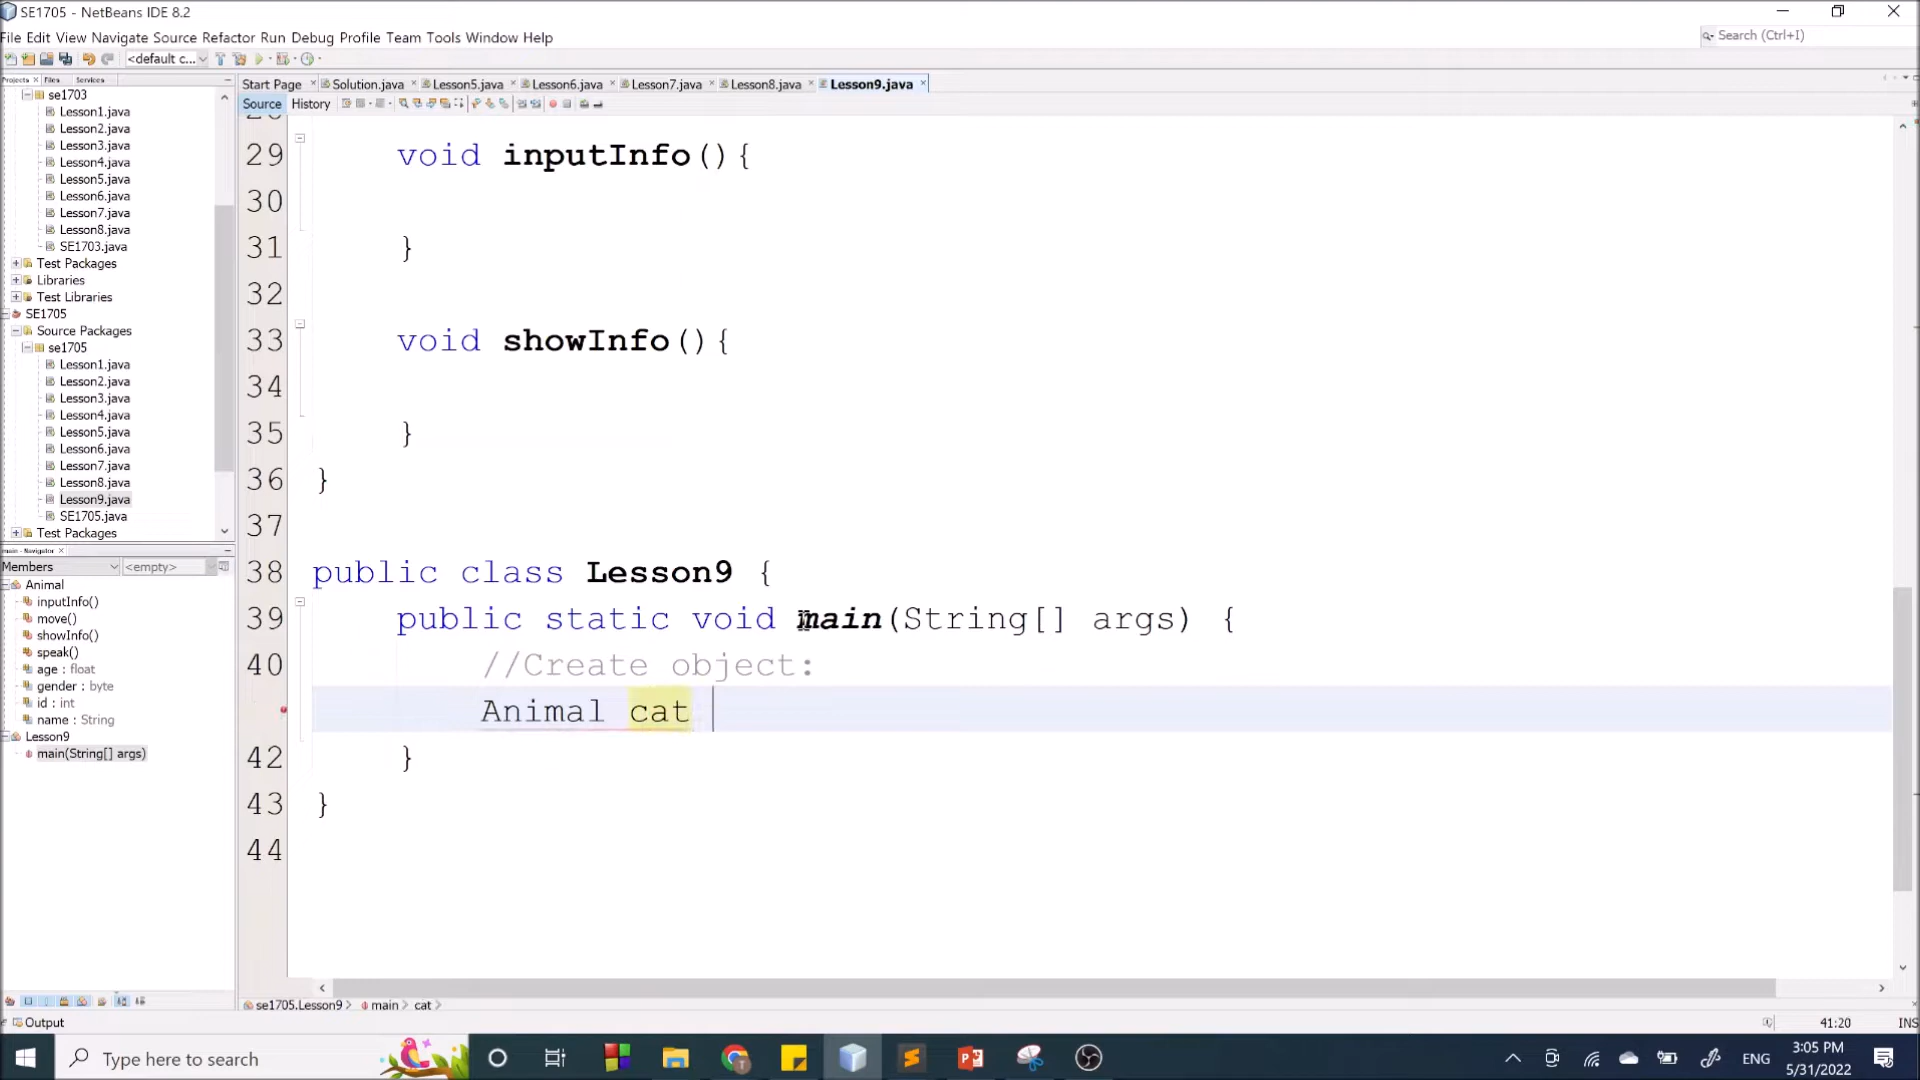 SE1705 - NetBeans IDE 8.2
File Edit View Navigate Source Refactor Run Debug Profile Team Tools Window Help
Search (Ctrl+I)
<default c...
Projects Files Services
Start Page Solution.java Lesson5.java Lesson6.java Lesson7.java Lesson8.java Lesson9.java
Source History
se1703
Lesson1.java
Lesson2.java
Lesson3.java
Lesson4.java
Lesson5.java
Lesson6.java
Lesson7.java
Lesson8.java
SE1703.java
Test Packages
Libraries
Test Libraries
SE1705
Source Packages
se1705
Lesson1.java
Lesson2.java
Lesson3.java
Lesson4.java
Lesson5.java
Lesson6.java
Lesson7.java
Lesson8.java
Lesson9.java
SE1705.java
Test Packages
main - Navigator
Members <empty>
Animal
inputInfo()
move()
showInfo()
speak()
age : float
gender : byte
id : int
name : String
Lesson9
main(String[] args)
29 void inputInfo(){
30
31 }
32
33 void showInfo(){
34
35 }
36 }
37
38 public class Lesson9 {
39 public static void main(String[] args) {
40 //Create object:
Animal cat
42 }
43 }
44
se1705.Lesson9 main cat
Output
41:20 INS
Type here to search
ENG
3:05 PM
5/31/2022